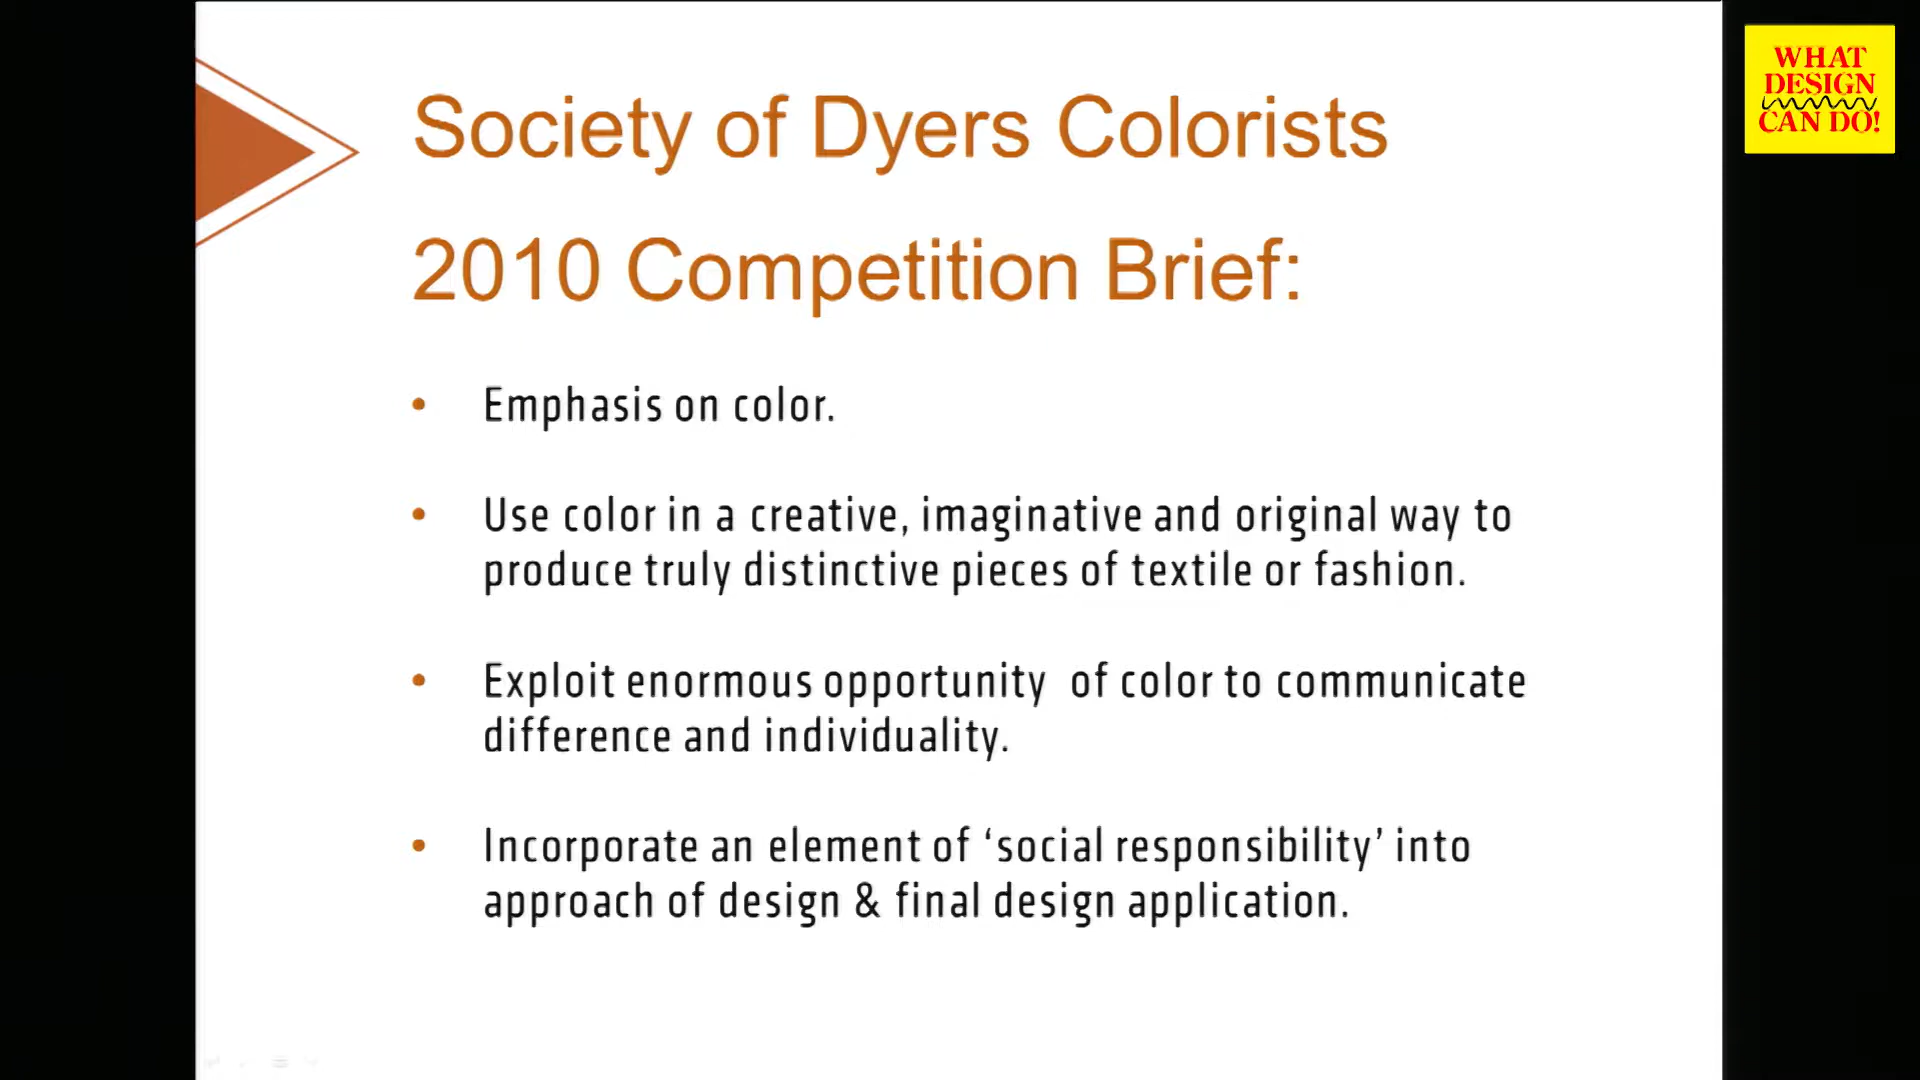 Society of Dyers Colorists
2010 Competition Brief:
• Emphasis on color.
• Use color in a creative, imaginative and original way to
produce truly distinctive pieces of textile or fashion.
• Exploit enormous opportunity  of color to communicate
difference and individuality.
• Incorporate an element of ‘social responsibility’ into
approach of design & final design application.
WHAT
DESIGN
CAN DO!